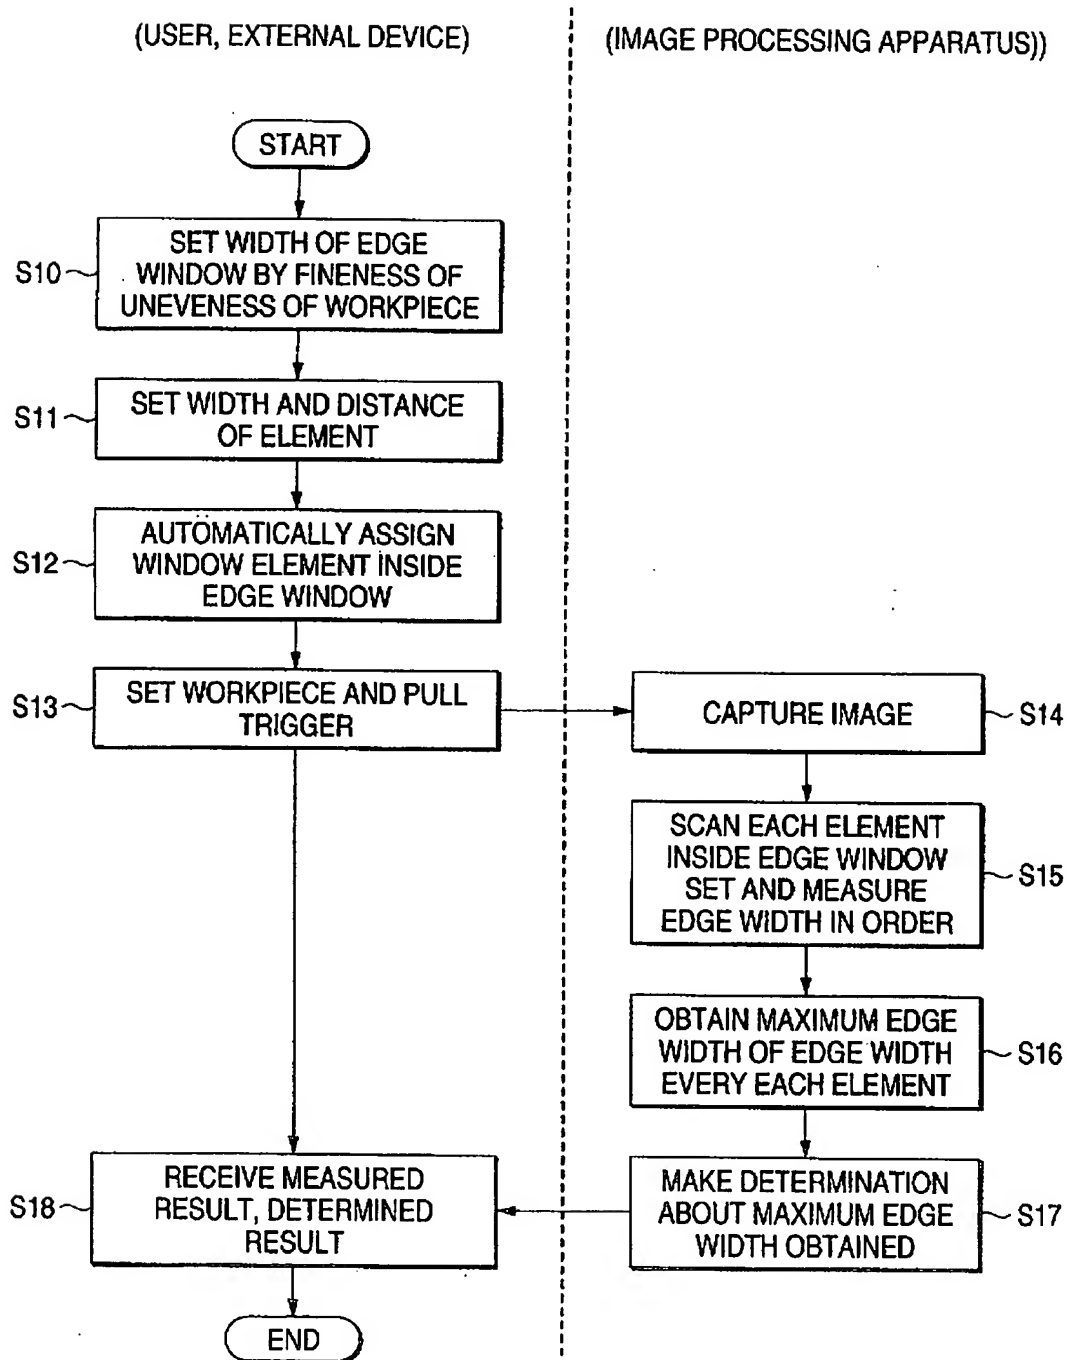 (USER, EXTERNAL DEVICE)
(IMAGE PROCESSING APPARATUS))
START
S10
SET WIDTH OF EDGE
WINDOW BY FINENESS OF
UNEVENESS OF WORKPIECE
S11
SET WIDTH AND DISTANCE
OF ELEMENT
S12
AUTOMATICALLY ASSIGN
WINDOW ELEMENT INSIDE
EDGE WINDOW
S13
SET WORKPIECE AND PULL
TRIGGER
CAPTURE IMAGE
S14
SCAN EACH ELEMENT
INSIDE EDGE WINDOW
SET AND MEASURE
EDGE WIDTH IN ORDER
S15
OBTAIN MAXIMUM EDGE
WIDTH OF EDGE WIDTH
EVERY EACH ELEMENT
S16
MAKE DETERMINATION
ABOUT MAXIMUM EDGE
WIDTH OBTAINED
S17
S18
RECEIVE MEASURED
RESULT, DETERMINED
RESULT
END